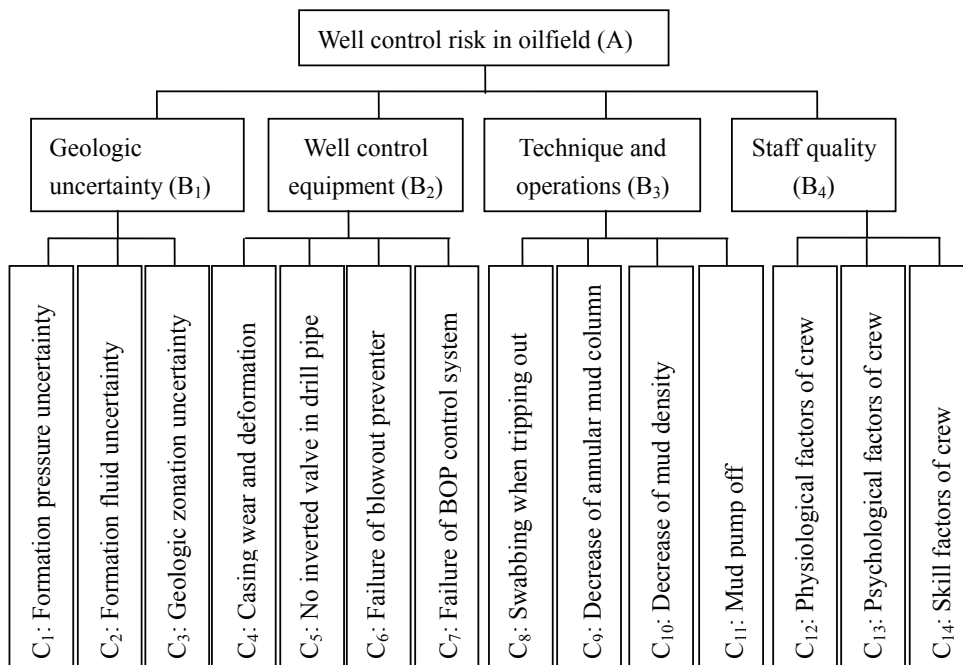 Well control risk in oilfield (A)
Geologic
uncertainty (B₁)
Well control
equipment (B₂)
Technique and
operations (B₃)
Staff quality
(B₄)
C₁: Formation pressure uncertainty
C₂: Formation fluid uncertainty
C₃: Geologic zonation uncertainty
C₄: Casing wear and deformation
C₅: No inverted valve in drill pipe
C₆: Failure of blowout preventer
C₇: Failure of BOP control system
C₈: Swabbing when tripping out
C₉: Decrease of annular mud column
C₁₀: Decrease of mud density
C₁₁: Mud pump off
C₁₂: Physiological factors of crew
C₁₃: Psychological factors of crew
C₁₄: Skill factors of crew